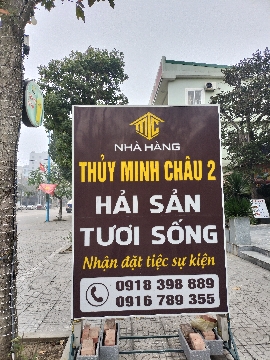 TMC
NHÀ HÀNG
THỦY MINH CHÂU 2
HẢI SẢN
TƯƠI SỐNG
Nhận đặt tiệc sự kiện
0918 398 889
0916 789 355